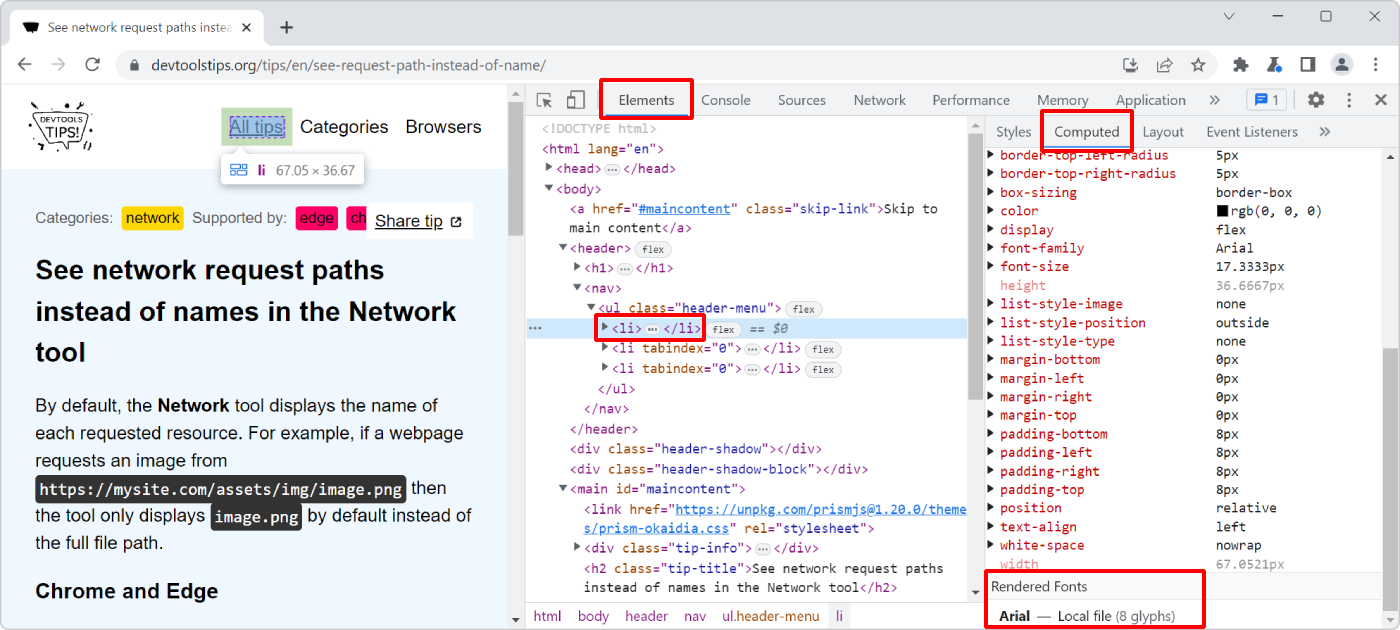 See network request paths instea
devtoolstips.org/tips/en/see-request-path-instead-of-name/
DEVTOOLS
TIPS!
All tips Categories Browsers
li 67.05 × 36.67
Categories: network Supported by: edge ch Share tip
See network request paths
instead of names in the Network
tool
By default, the Network tool displays the name of
each requested resource. For example, if a webpage
requests an image from
https://mysite.com/assets/img/image.png then
the tool only displays image.png by default instead of
the full file path.
Chrome and Edge
Elements Console Sources Network Performance Memory Application » 1
<!DOCTYPE html>
<html lang="en">
<head> ⋯ </head>
<body>
<a href="#maincontent" class="skip-link">Skip to
main content</a>
<header> flex
<h1> ⋯ </h1>
<nav>
<ul class="header-menu"> flex
⋯ <li> ⋯ </li> flex == $0
<li tabindex="0"> ⋯ </li> flex
<li tabindex="0"> ⋯ </li> flex
</ul>
</nav>
</header>
<div class="header-shadow"></div>
<div class="header-shadow-block"></div>
<main id="maincontent">
<link href="https://unpkg.com/prismjs@1.20.0/theme
s/prism-okaidia.css" rel="stylesheet">
<div class="tip-info"> ⋯ </div>
<h2 class="tip-title">See network request paths
instead of names in the Network tool</h2>
html body header nav ul.header-menu li
Styles Computed Layout Event Listeners »
border-top-left-radius 5px
border-top-right-radius 5px
box-sizing border-box
color rgb(0, 0, 0)
display flex
font-family Arial
font-size 17.3333px
height 36.6667px
list-style-image none
list-style-position outside
list-style-type none
margin-bottom 0px
margin-left 0px
margin-right 0px
margin-top 0px
padding-bottom 8px
padding-left 8px
padding-right 8px
padding-top 8px
position relative
text-align left
white-space nowrap
width 67.0521px
Rendered Fonts
Arial — Local file (8 glyphs)